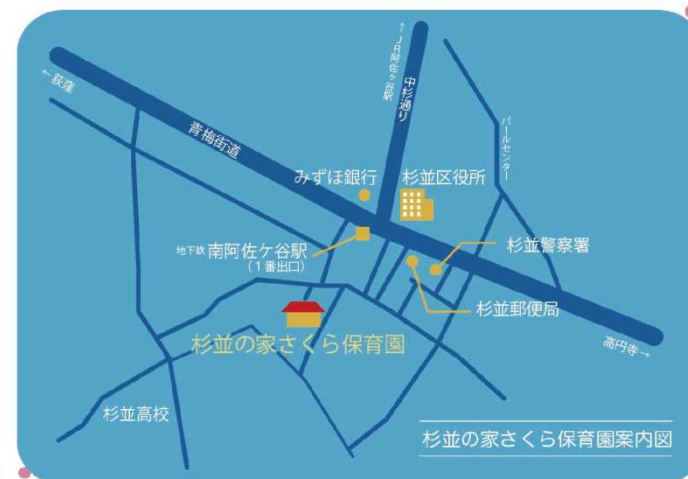 ←JR阿佐ヶ谷駅
中杉通り
←荻窪
青梅街道
パールセンター
みずほ銀行
杉並区役所
地下鉄 南阿佐ケ谷駅
（1番出口）
杉並警察署
杉並郵便局
杉並の家さくら保育園
高円寺→
杉並高校
杉並の家さくら保育園案内図